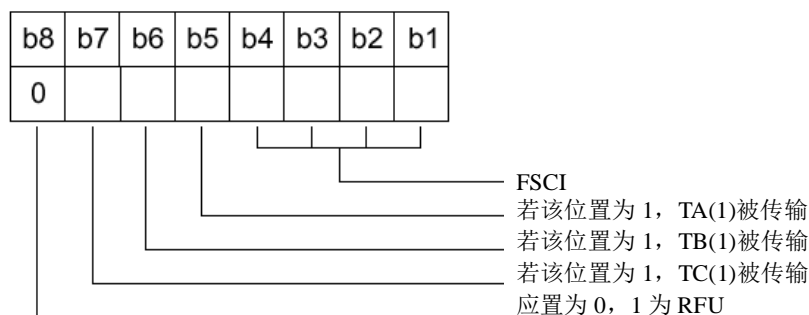 b8 b7 b6 b5 b4 b3 b2 b1
0
FSCI
若该位置为 1，TA(1)被传输
若该位置为 1，TB(1)被传输
若该位置为 1，TC(1)被传输
应置为 0，1 为 RFU